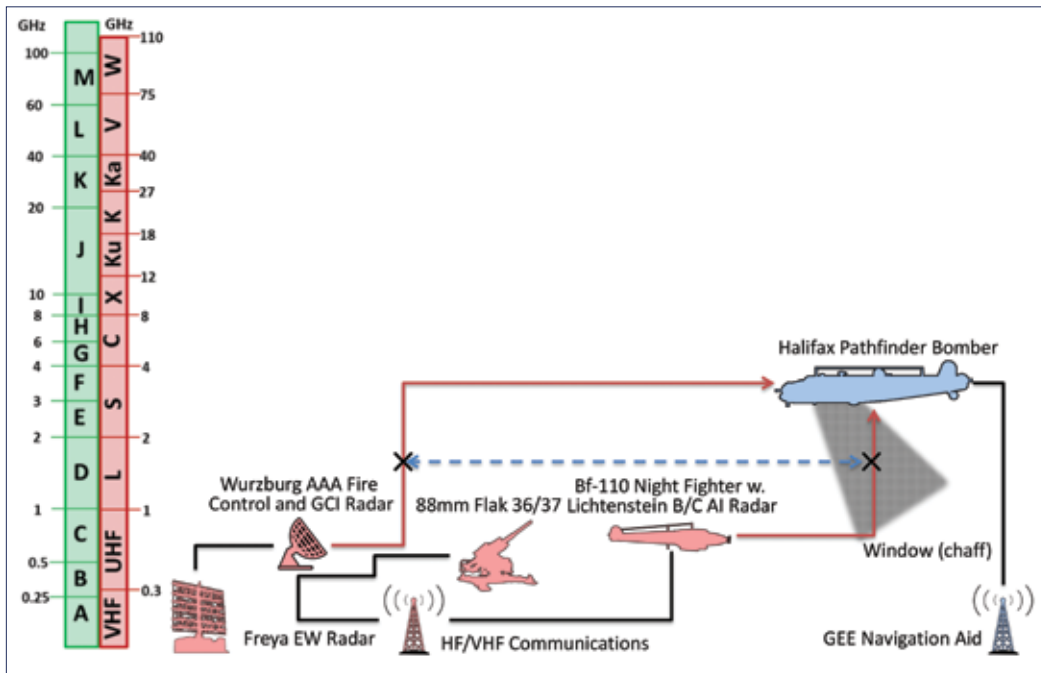 GHz
GHz
100
60
40
20
10
8
6
4
3
2
1
0.5
0.25
M
L
K
J
I
H
G
F
E
D
C
B
A
W
V
Ka
K
Ku
X
C
S
L
UHF
VHF
110
75
40
27
18
12
8
4
2
1
0.3
Halifax Pathfinder Bomber
Wurzburg AAA Fire
Control and GCI Radar
88mm Flak 36/37
Bf-110 Night Fighter w.
Lichtenstein B/C AI Radar
Window (chaff)
Freya EW Radar
HF/VHF Communications
GEE Navigation Aid